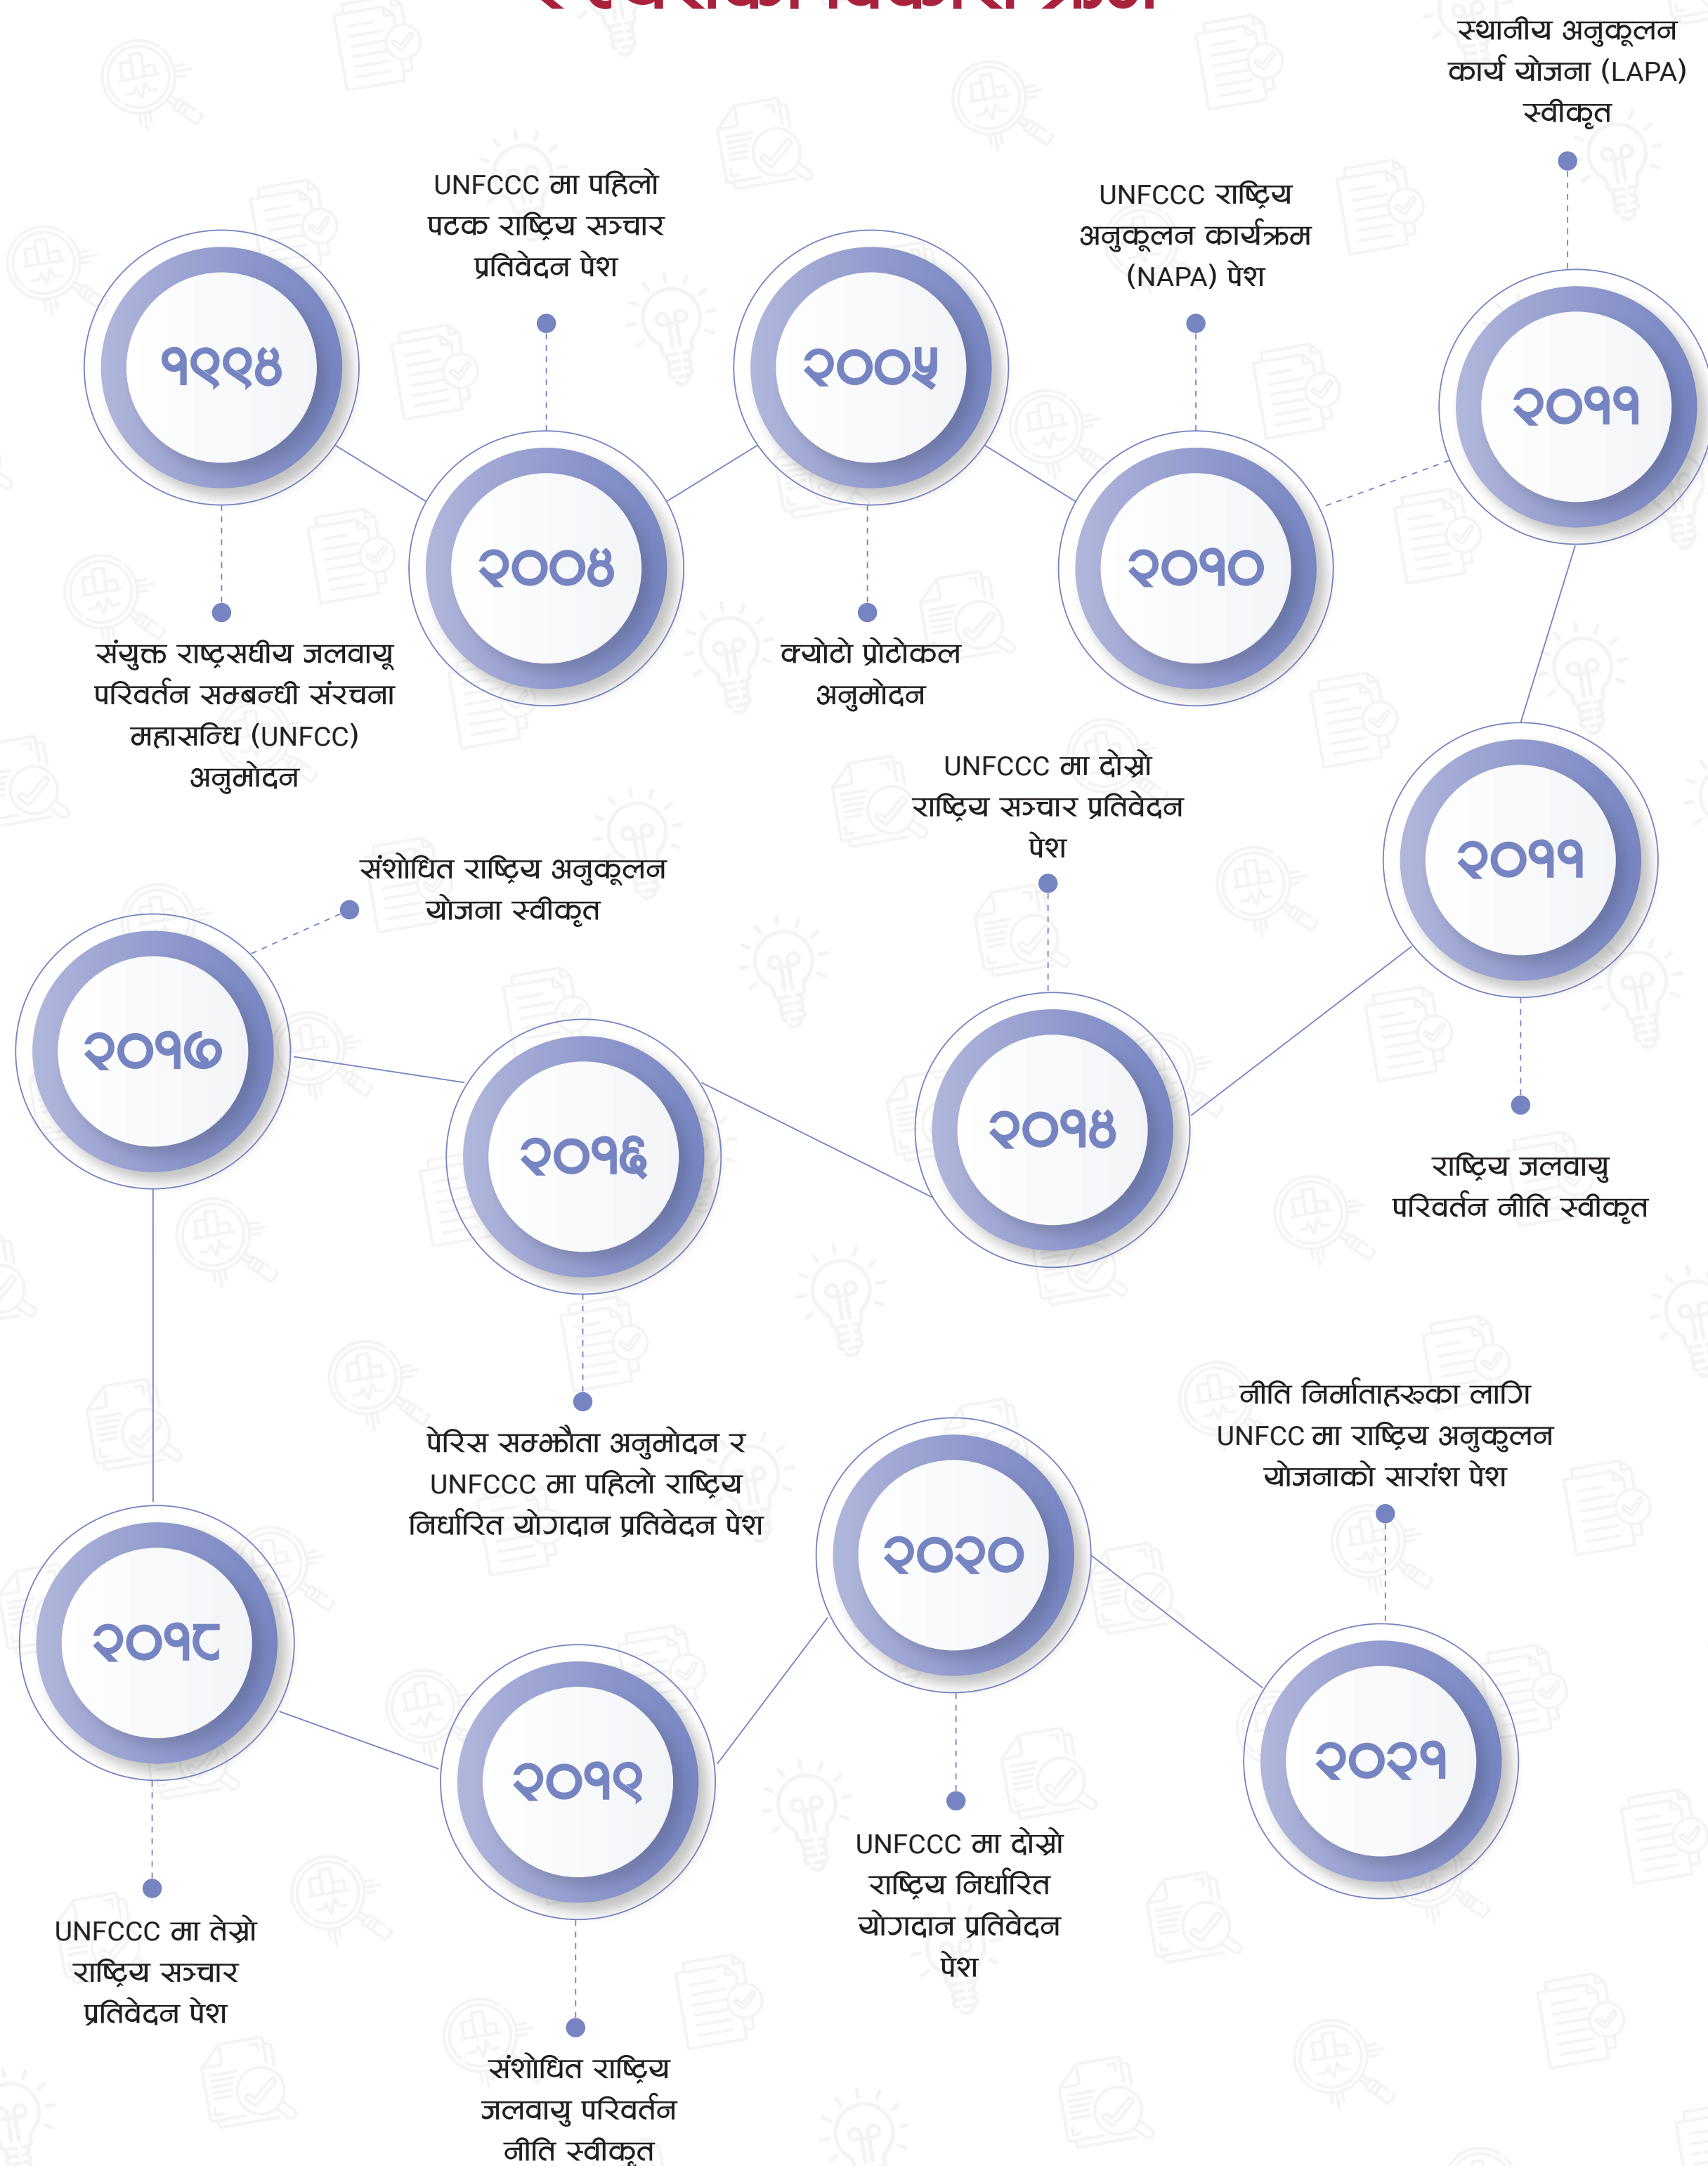 स्थानीय अनुकूलन
कार्य योजना (LAPA)
स्वीकृत
UNFCCC मा पहिलो
पटक राष्ट्रिय सञ्चार
प्रतिवेदन पेश
UNFCCC राष्ट्रिय
अनुकूलन कार्यक्रम
(NAPA) पेश
१९९४
२००५
२०११
२००४
२०१०
संयुक्त राष्ट्रसधीय जलवायू
परिवर्तन सम्बन्धी संरचना
महासन्धि (UNFCC)
अनुमोदन
क्योटो प्रोटोकल
अनुमोदन
UNFCCC मा दोस्रो
राष्ट्रिय सञ्चार प्रतिवेदन
पेश
२०११
संशोधित राष्ट्रिय अनुकूलन
योजना स्वीकृत
२०१७
२०१६
२०१४
राष्ट्रिय जलवायु
परिवर्तन नीति स्वीकृत
पेरिस सम्झौता अनुमोदन र
UNFCCC मा पहिलो राष्ट्रिय
निर्धारित योगदान प्रतिवेदन पेश
नीति निर्माताहरुका लागि
UNFCC मा राष्ट्रिय अनुकुलन
योजनाको सारांश पेश
२०२०
२०१८
२०१९
२०२१
UNFCCC मा दोस्रो
राष्ट्रिय निर्धारित
योगदान प्रतिवेदन
पेश
UNFCCC मा तेस्रो
राष्ट्रिय सञ्चार
प्रतिवेदन पेश
संशोधित राष्ट्रिय
जलवायु परिवर्तन
नीति स्वीकृत